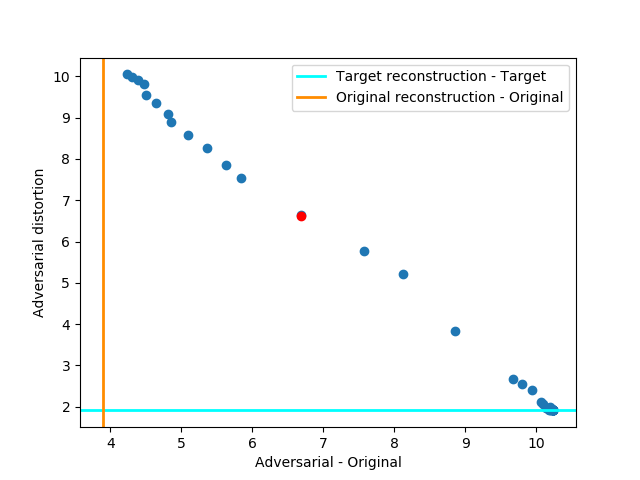 Target reconstruction - Target
Original reconstruction - Original
10
9
8
7
6
5
4
3
2
Adversarial distortion
4 5 6 7 8 9 10
Adversarial - Original